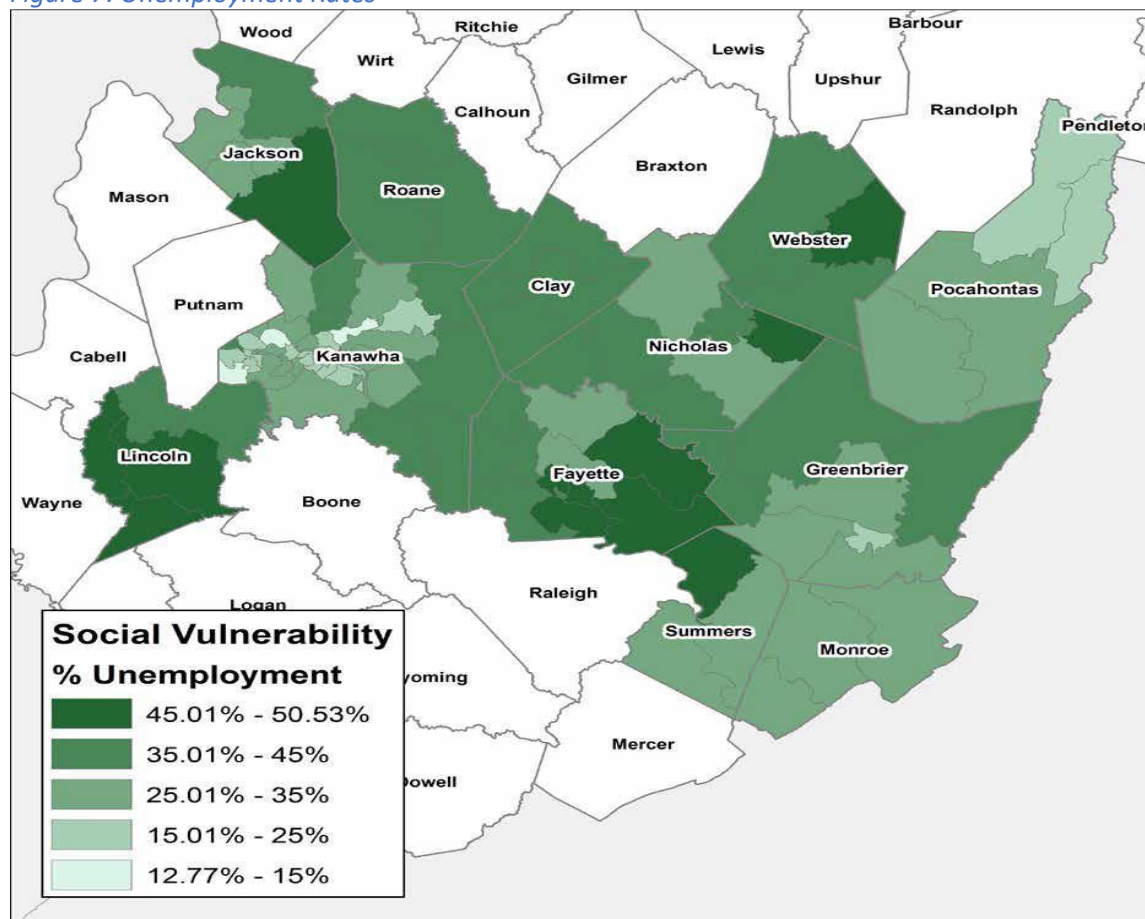 Figure 7. Unemployment Rates
Wood
Ritchie
Barbour
Wirt
Lewis
Gilmer
Upshur
Calhoun
Randolph
Pendleton
Jackson
Braxton
Roane
Mason
Webster
Clay
Pocahontas
Putnam
Nicholas
Cabell
Kanawha
Lincoln
Fayette
Greenbrier
Wayne
Boone
Raleigh
Logan
Summers
Monroe
yoming
Mercer
Dowell
Social Vulnerability
% Unemployment
45.01% - 50.53%
35.01% - 45%
25.01% - 35%
15.01% - 25%
12.77% - 15%